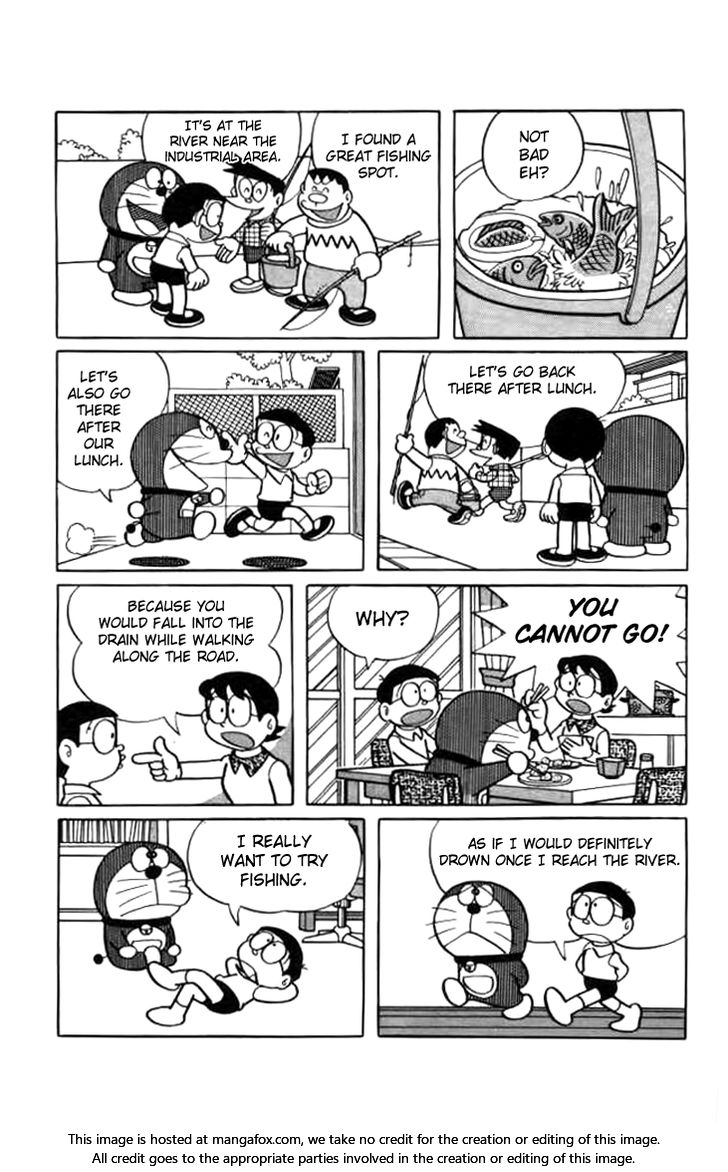 NOT
BAD
EH?
I FOUND A
GREAT FISHING
SPOT.
IT'S AT THE
RIVER NEAR THE
INDUSTRIAL AREA.
LET'S GO BACK
THERE AFTER LUNCH.
LET'S
ALSO GO
THERE
AFTER
OUR
LUNCH.
YOU
CANNOT GO!
WHY?
BECAUSE YOU
WOULD FALL INTO THE
DRAIN WHILE WALKING
ALONG THE ROAD.
AS IF I WOULD DEFINITELY
DROWN ONCE I REACH THE RIVER.
I REALLY
WANT TO TRY
FISHING.
This image is hosted at mangafox.com, we take no credit for the creation or editing of this image.
All credit goes to the appropriate parties involved in the creation or editing of this image.